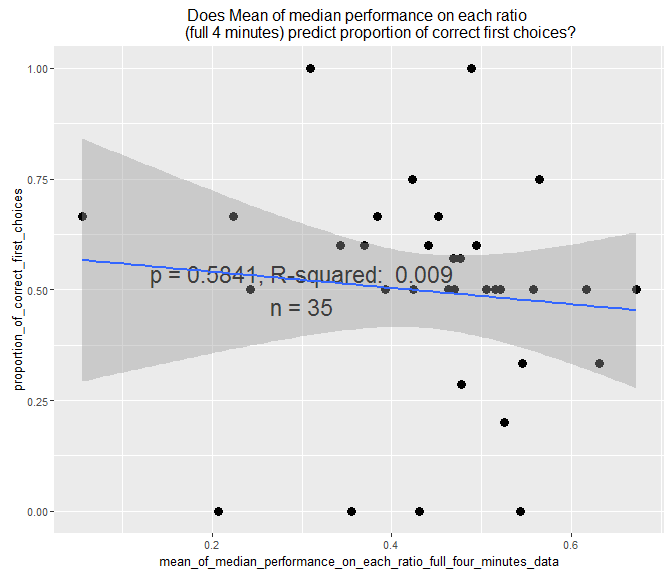 Does Mean of median performance on each ratio
(full 4 minutes) predict proportion of correct first choices?
1.00
0.75
0.50
0.25
0.00
proportion_of_correct_first_choices
p = 0.5841, R-squared:  0.009
n = 35
0.2
0.4
0.6
mean_of_median_performance_on_each_ratio_full_four_minutes_data